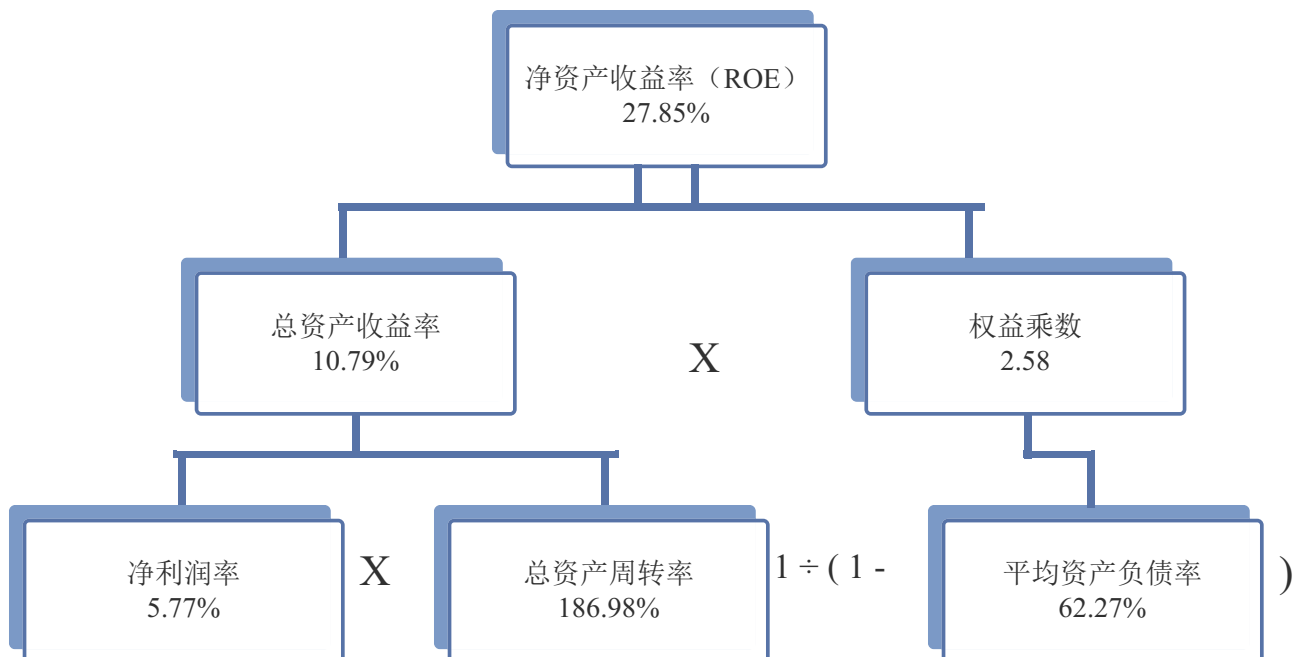 净资产收益率（ROE）
27.85%
总资产收益率
10.79%
X
权益乘数
2.58
净利润率
5.77%
X
总资产周转率
186.98%
1 ÷ ( 1 -
平均资产负债率
62.27%
)